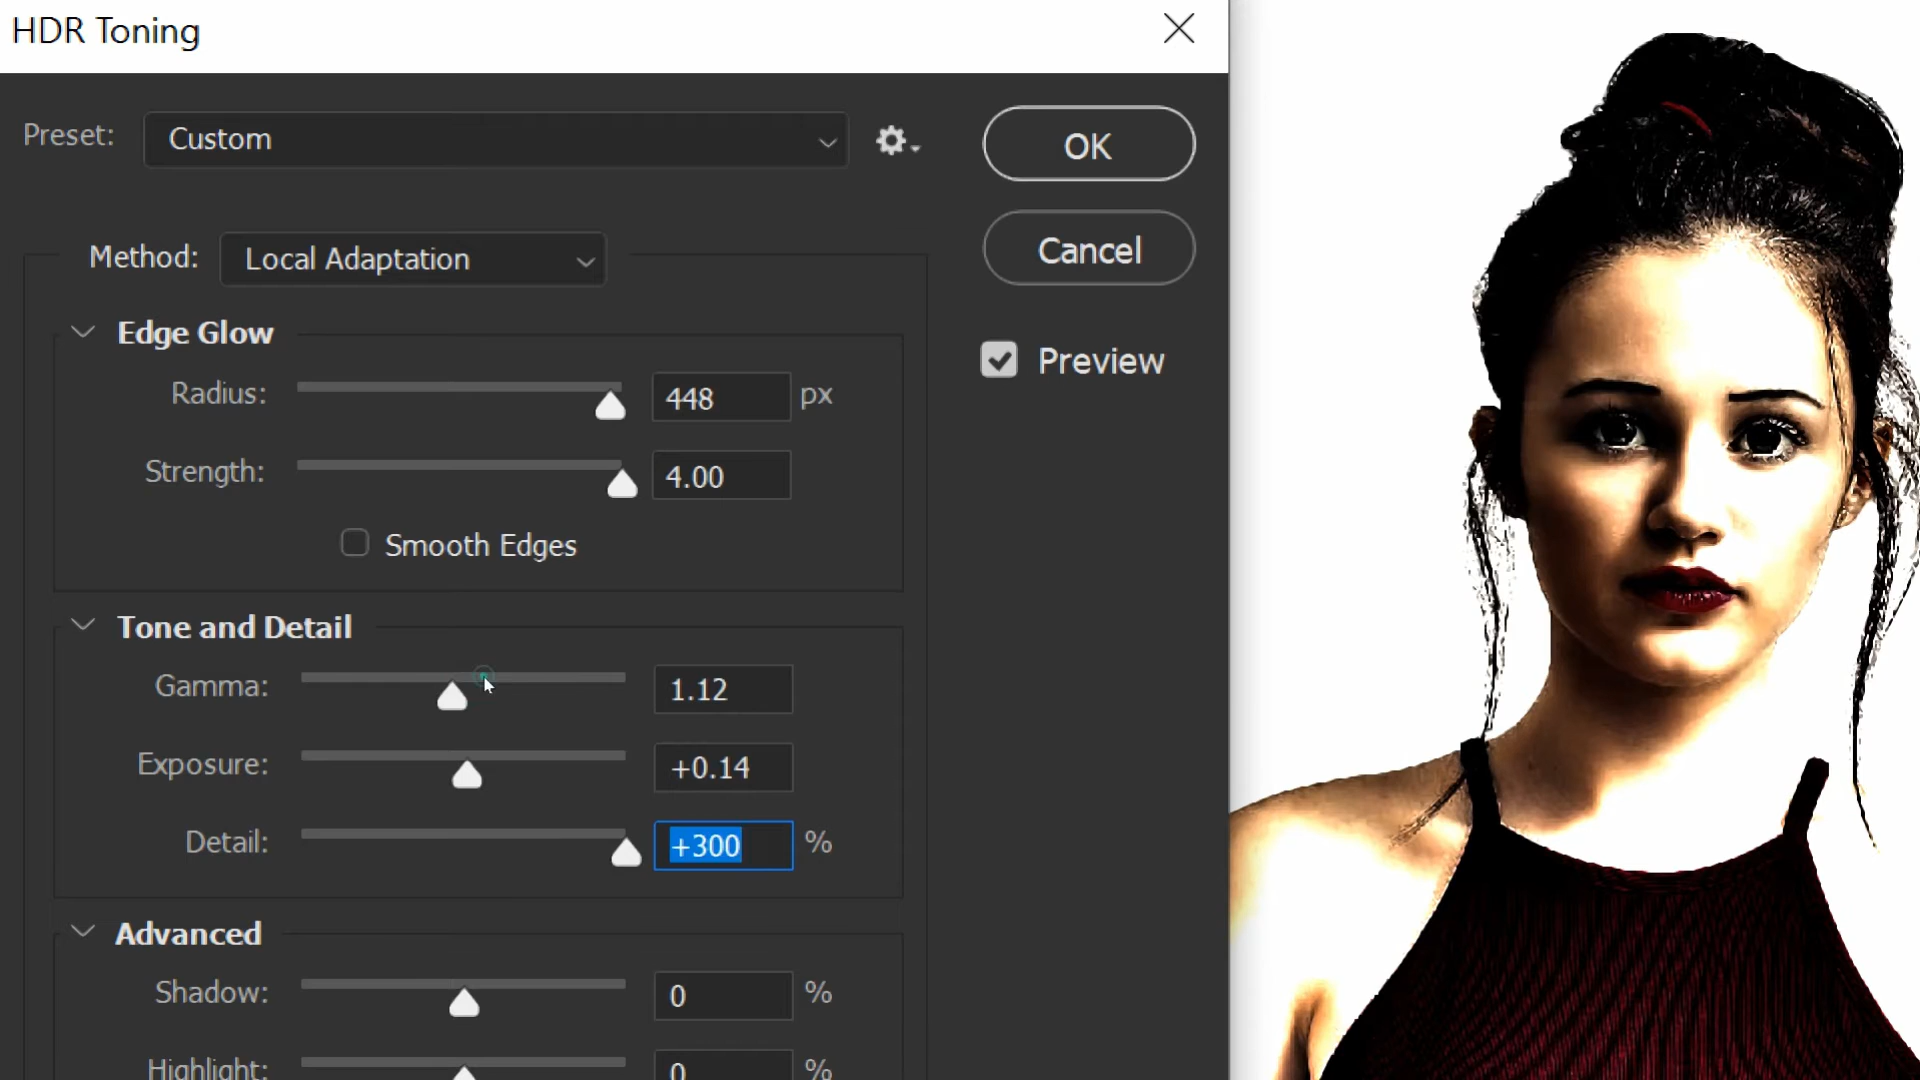 HDR Toning
Preset: Custom
OK
Method: Local Adaptation
Cancel
Edge Glow
Preview
Radius: 448 px
Strength: 4.00
Smooth Edges
Tone and Detail
Gamma: 1.12
Exposure: +0.14
Detail: +300 %
Advanced
Shadow: 0 %
Highlight: 0 %